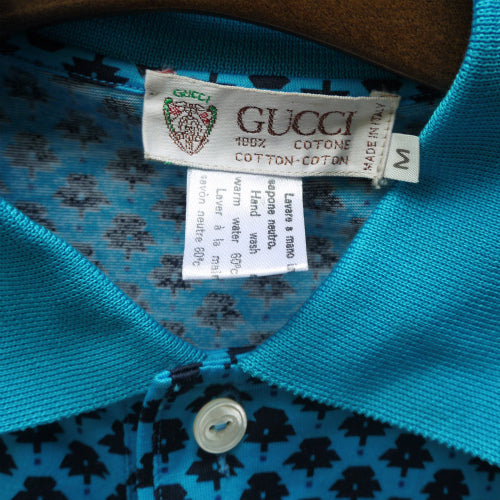 GUCCI
GUCCI
100% COTONE
COTTON-COTON
MADE IN ITALY
M
Lavare a mano
sapone neutro.
Hand wash
warm water 60°c
Laver à la main
savòn neutre 60°c